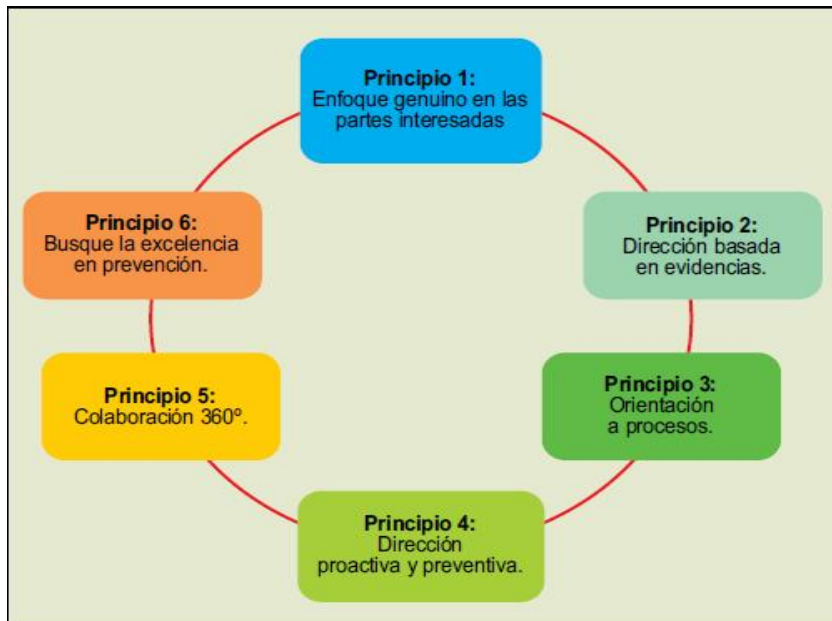 Principio 1:
Enfoque genuino en las
partes interesadas
Principio 2:
Dirección basada
en evidencias.
Principio 3:
Orientación
a procesos.
Principio 4:
Dirección
proactiva y preventiva.
Principio 5:
Colaboración 360º.
Principio 6:
Busque la excelencia
en prevención.